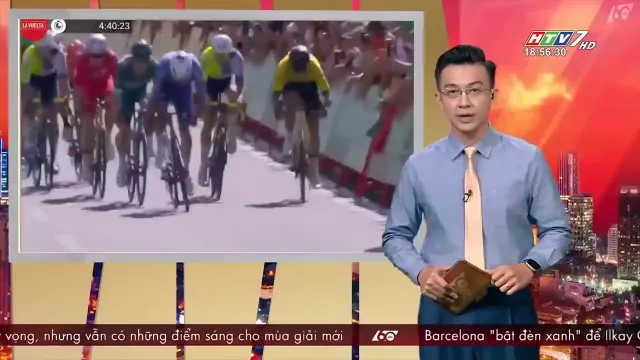 LA VUELTA
4:40:23
60
HTV7 HD
18:56:30
vọng, nhưng vẫn có những điểm sáng cho mùa giải mới
60
Barcelona "bật đèn xanh" để Ilkay